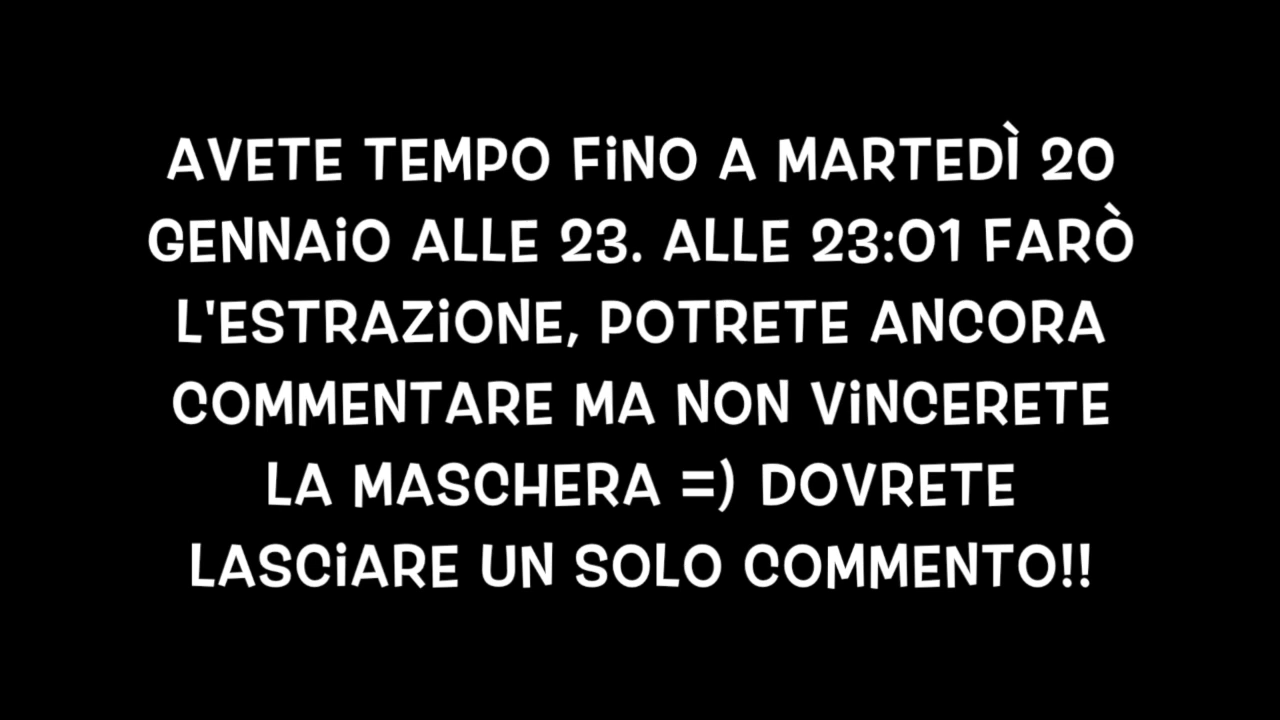 AVETE TEMPO FiNO A MARTEDÌ 20
GENNAiO ALLE 23. ALLE 23:01 FARÒ
L'ESTRAZiONE, POTRETE ANCORA
COMMENTARE MA NON ViNCERETE
LA MASCHERA =) DOVRETE
LASCiARE UN SOLO COMMENTO!!